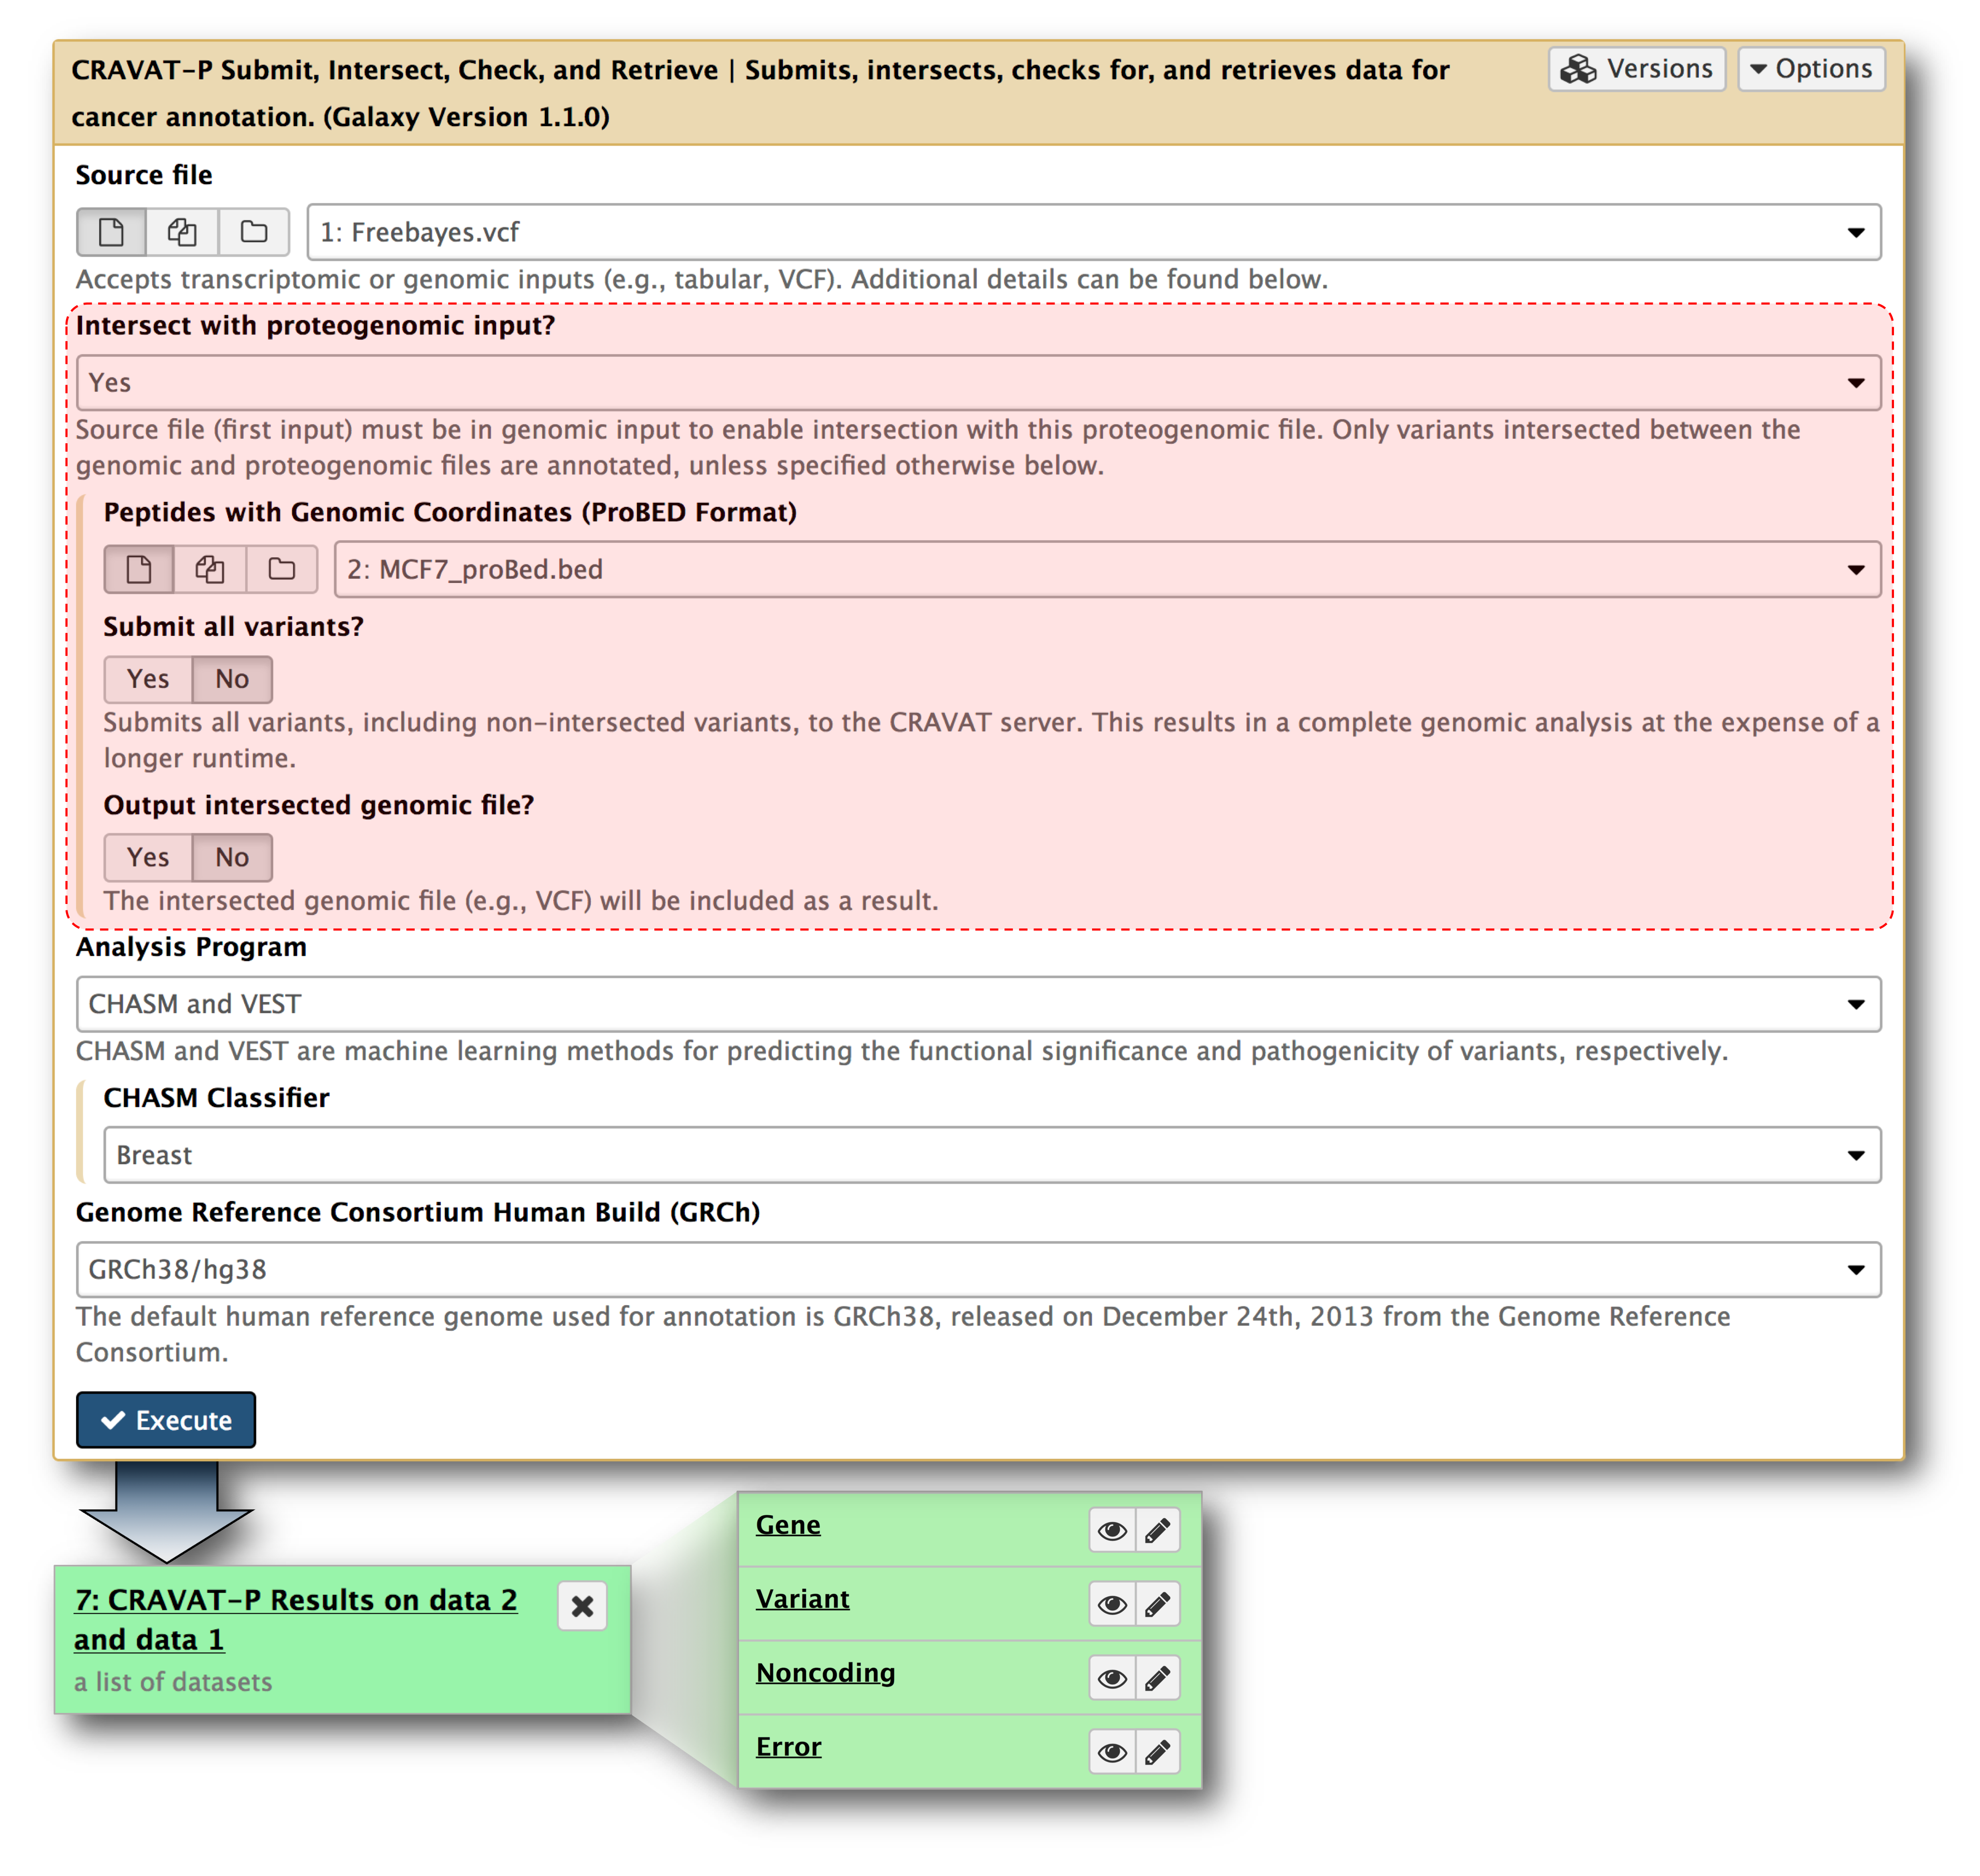 CRAVAT-P Submit, Intersect, Check, and Retrieve | Submits, intersects, checks for, and retrieves data for
cancer annotation. (Galaxy Version 1.1.0)
Versions
Options
Source file
1: Freebayes.vcf
Accepts transcriptomic or genomic inputs (e.g., tabular, VCF). Additional details can be found below.
Intersect with proteogenomic input?
Yes
Source file (first input) must be in genomic input to enable intersection with this proteogenomic file. Only variants intersected between the
genomic and proteogenomic files are annotated, unless specified otherwise below.
Peptides with Genomic Coordinates (ProBED Format)
2: MCF7_proBed.bed
Submit all variants?
Yes No
Submits all variants, including non-intersected variants, to the CRAVAT server. This results in a complete genomic analysis at the expense of a
longer runtime.
Output intersected genomic file?
Yes No
The intersected genomic file (e.g., VCF) will be included as a result.
Analysis Program
CHASM and VEST
CHASM and VEST are machine learning methods for predicting the functional significance and pathogenicity of variants, respectively.
CHASM Classifier
Breast
Genome Reference Consortium Human Build (GRCh)
GRCh38/hg38
The default human reference genome used for annotation is GRCh38, released on December 24th, 2013 from the Genome Reference
Consortium.
Execute
7: CRAVAT-P Results on data 2
and data 1
a list of datasets
Gene
Variant
Noncoding
Error